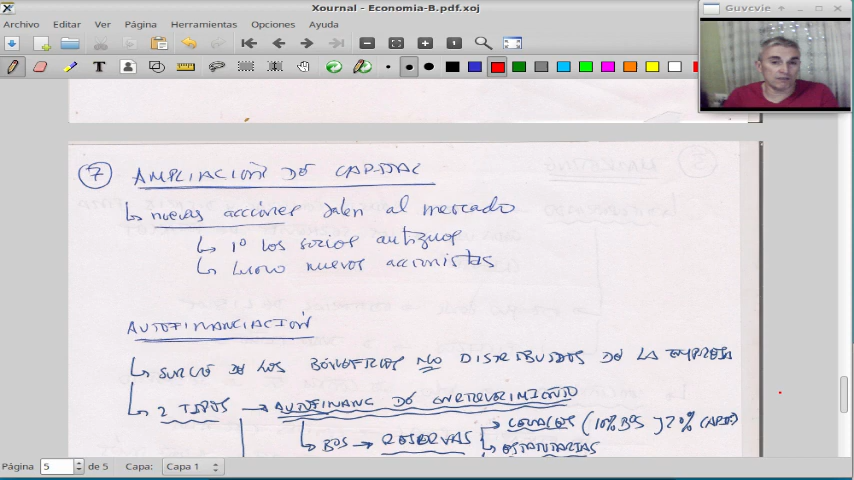 Xournal - Economia-B.pdf.xoj
Guvcvie
Archivo Editar Ver Página Herramientas Opciones Ayuda
7 AMPLIACIÓN DE CAPITAL
↳ nuevas acciones salen al mercado
↳ 1º los socios antiguos
↳ luego nuevos accionistas
AUTOFINANCIACIÓN
↳ SURGE DE LOS BENEFICIOS NO DISTRIBUIDOS DE LA EMPRESA
↳ 2 TIPOS → AUTOFINANC DE ENRIQUECIMIENTO
↳ BOS → RESERVAS
LEGALES (10% BOS 20% CAP
ESTATUTARIAS
Página 5 de 5 Capa: Capa 1